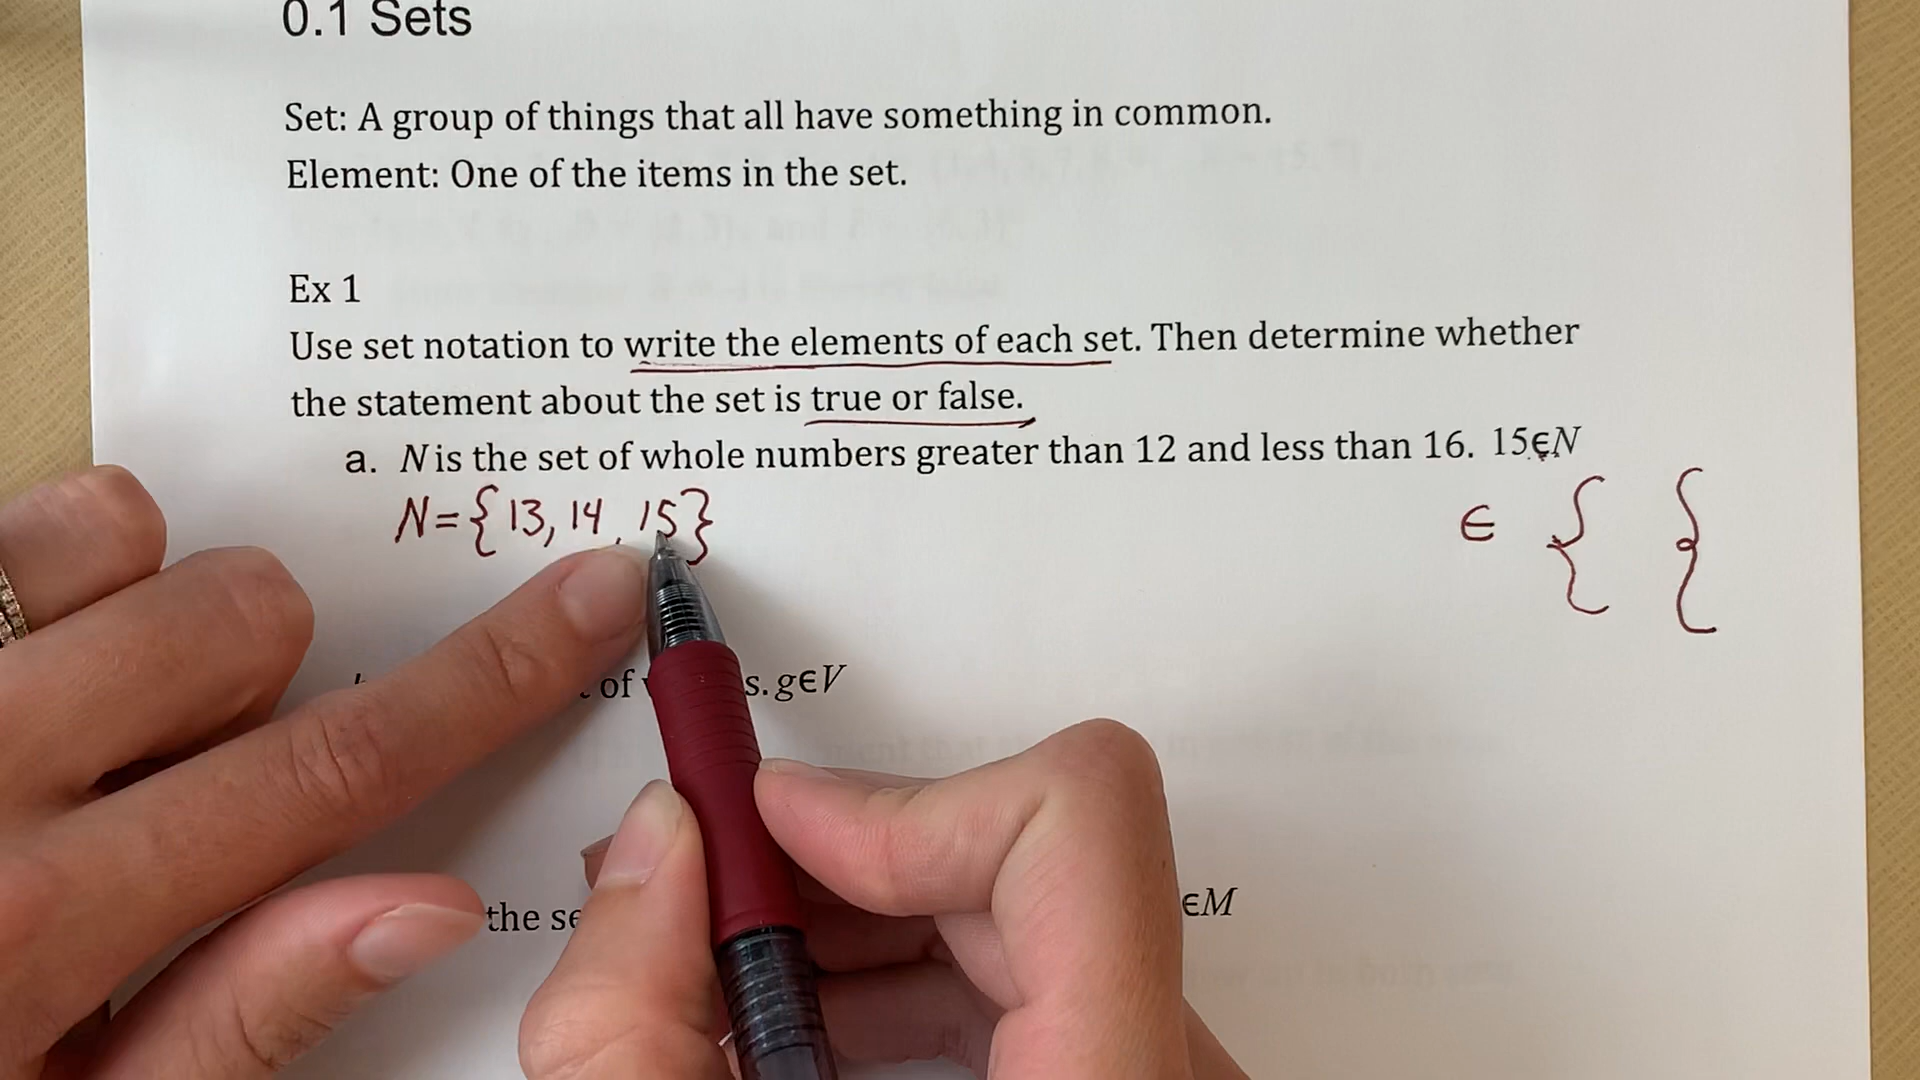 0.1 Sets
Set: A group of things that all have something in common.
Element: One of the items in the set.
Ex 1
Use set notation to write the elements of each set. Then determine whether
the statement about the set is true or false.
a. N is the set of whole numbers greater than 12 and less than 16. 15∈N
N={13, 14, 15}
∈ { {
of s. g∈V
the ∈M